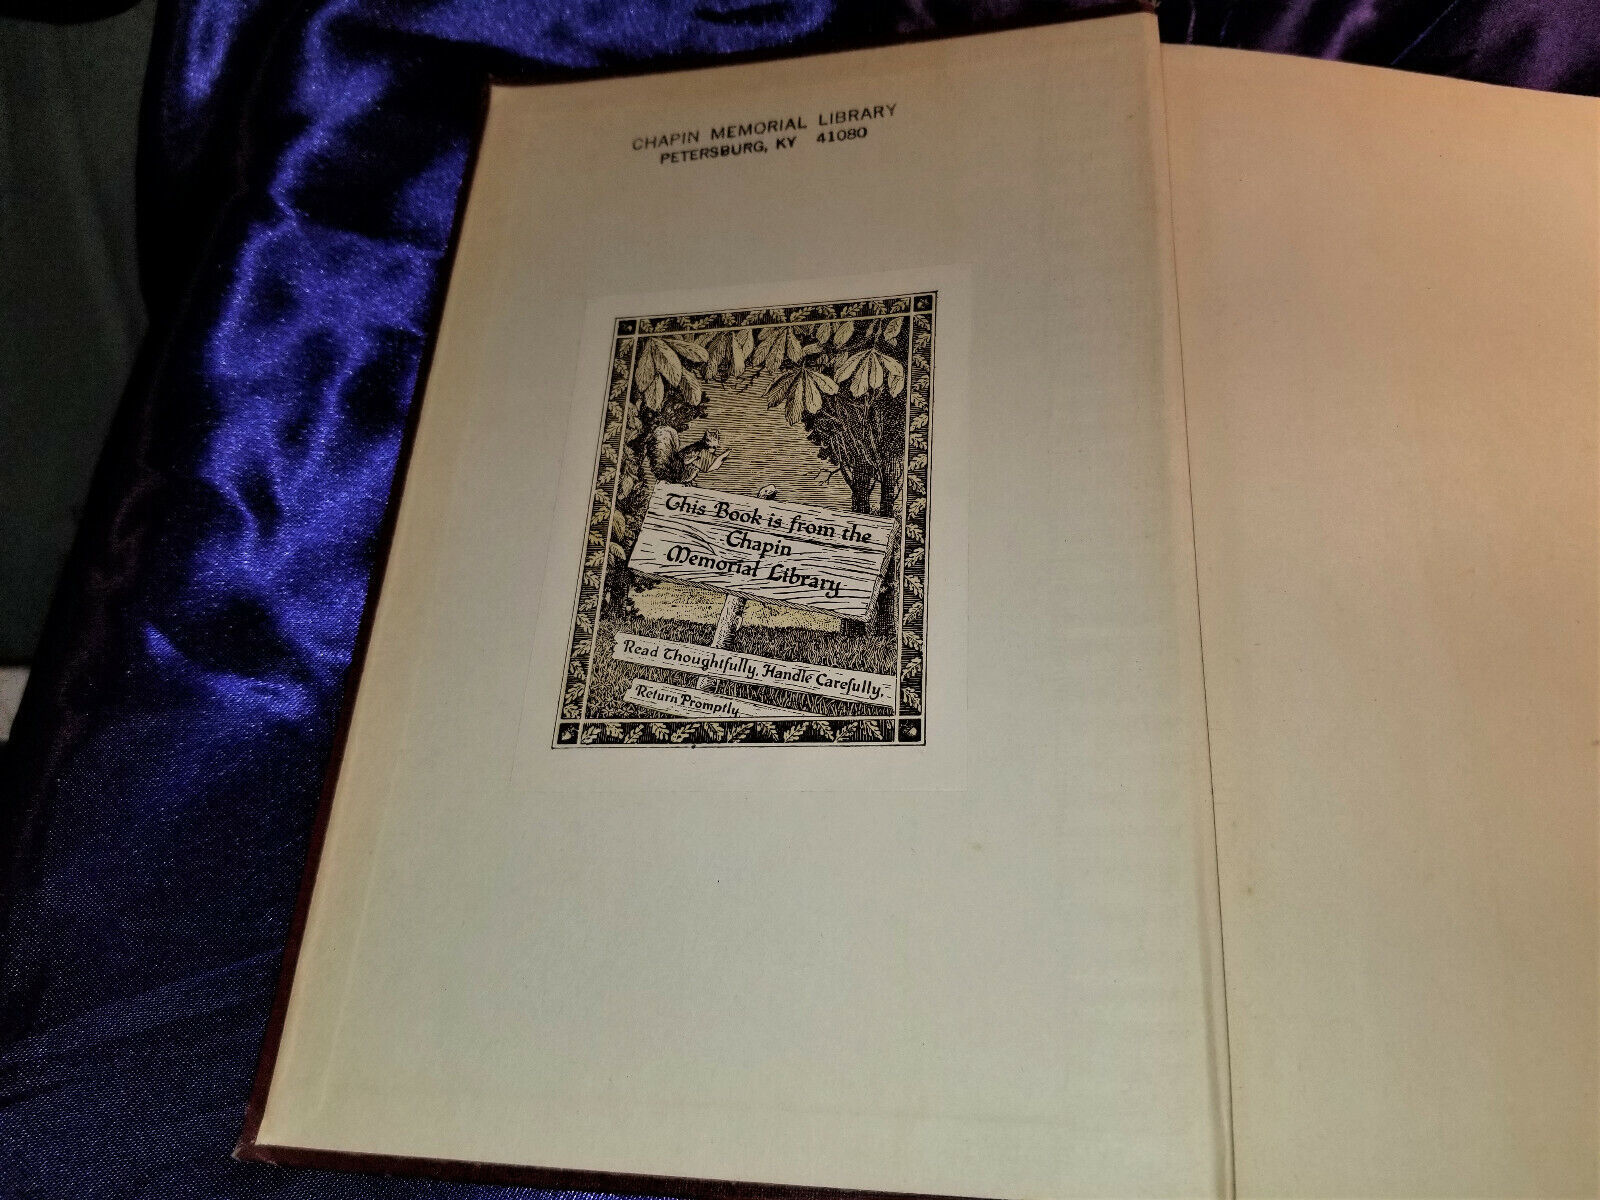 CHAPIN MEMORIAL LIBRARY
PETERSBURG, KY 41080
This Book is from the
Chapin
Memorial Library
Read Thoughtfully, Handle Carefully,
Return Promptly